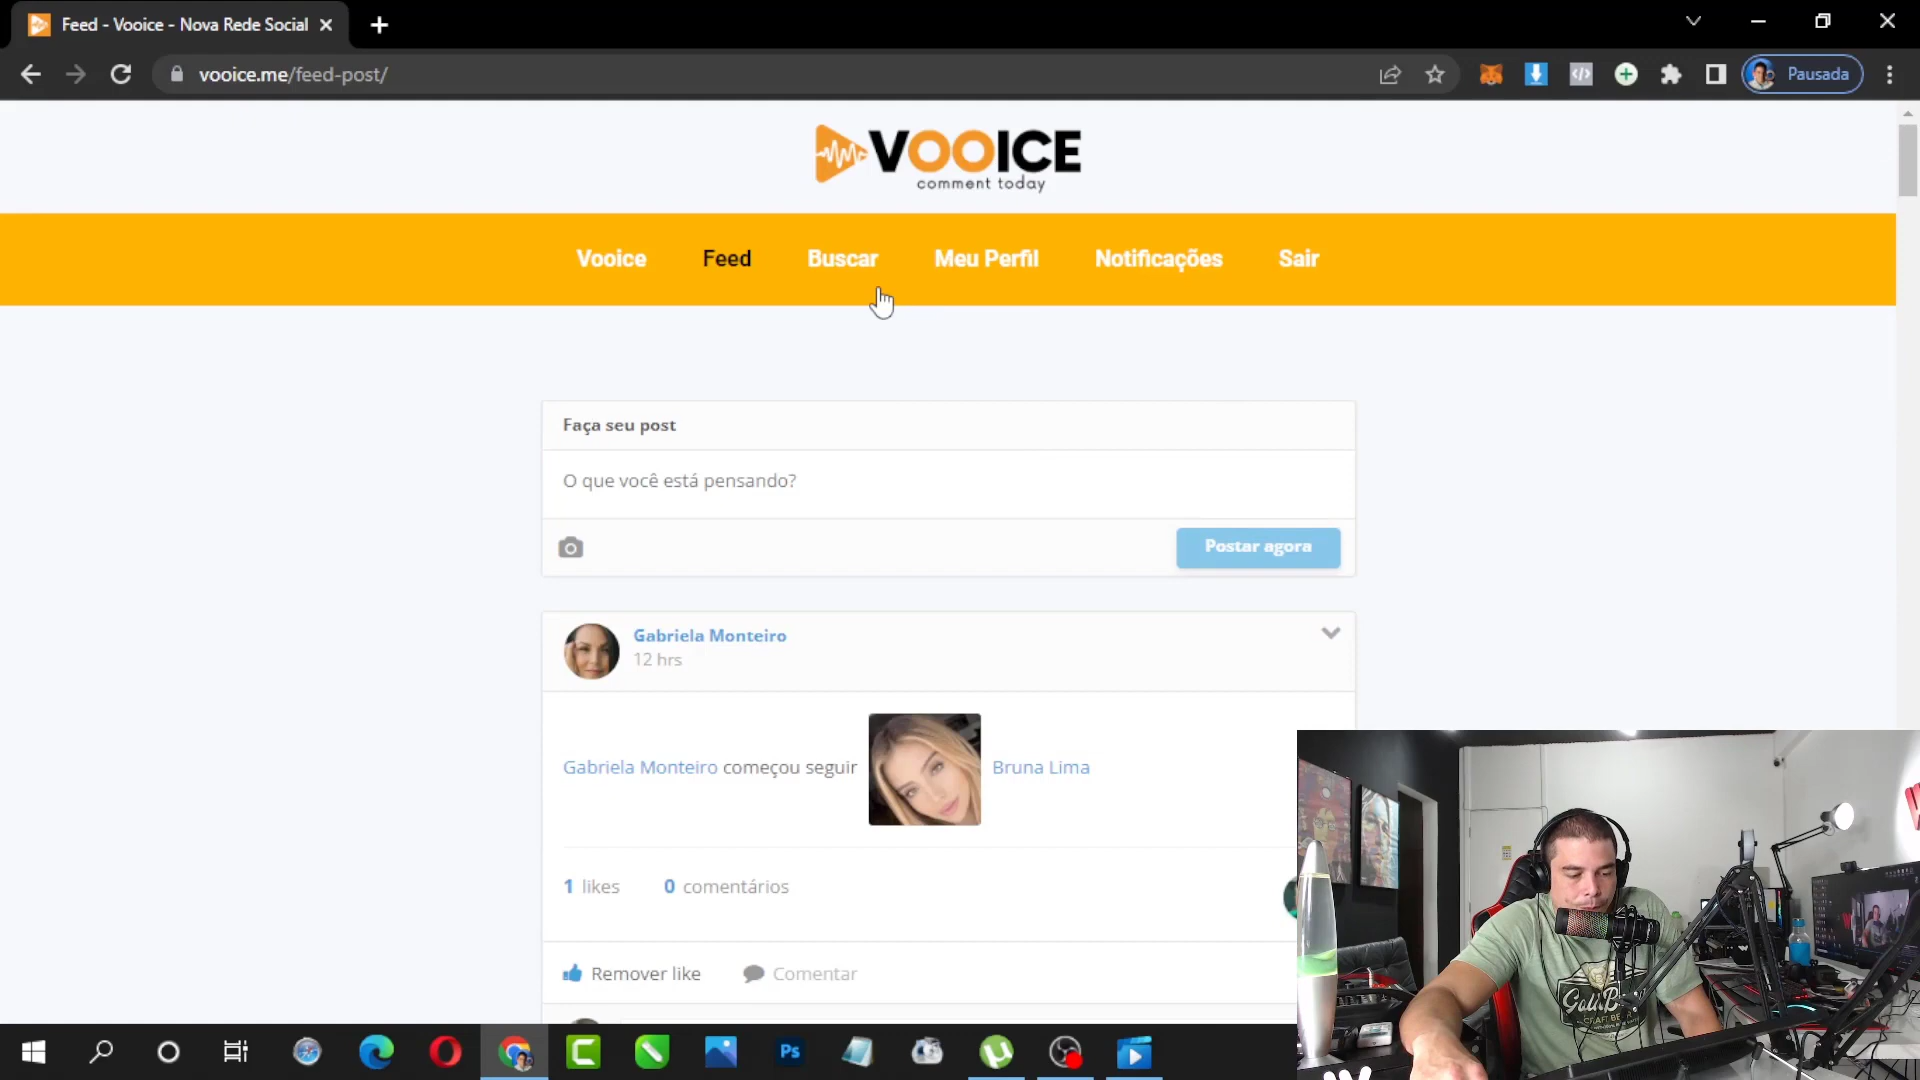 Feed - Vooice - Nova Rede Social
vooice.me/feed-post/
Pausada
VOOICE
comment today
Vooice Feed Buscar Meu Perfil Notificações Sair
Faça seu post
O que você está pensando?
Postar agora
Gabriela Monteiro
12 hrs
Gabriela Monteiro começou seguir Bruna Lima
1 likes 0 comentários
Remover like Comentar
Ps